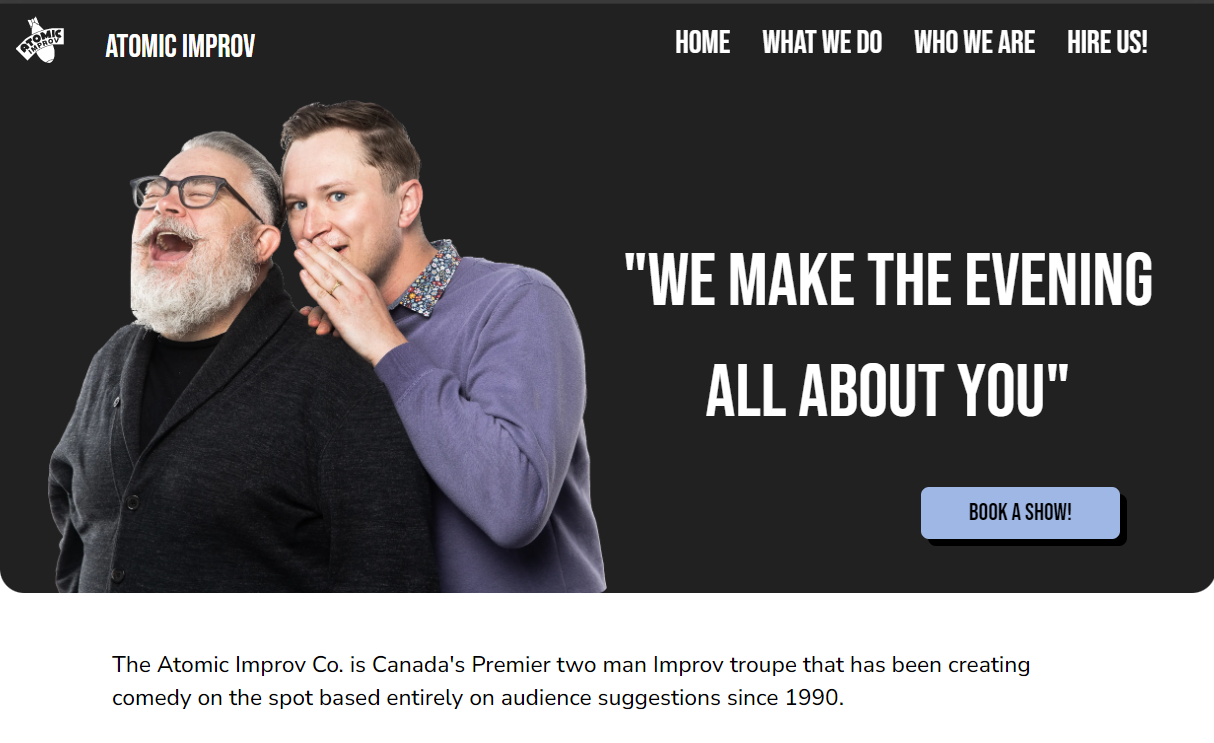 ATOMIC
IMPROV
ATOMIC IMPROV
HOME WHAT WE DO WHO WE ARE HIRE US!
"WE MAKE THE EVENING
ALL ABOUT YOU"
BOOK A SHOW!
The Atomic Improv Co. is Canada's Premier two man Improv troupe that has been creating
comedy on the spot based entirely on audience suggestions since 1990.